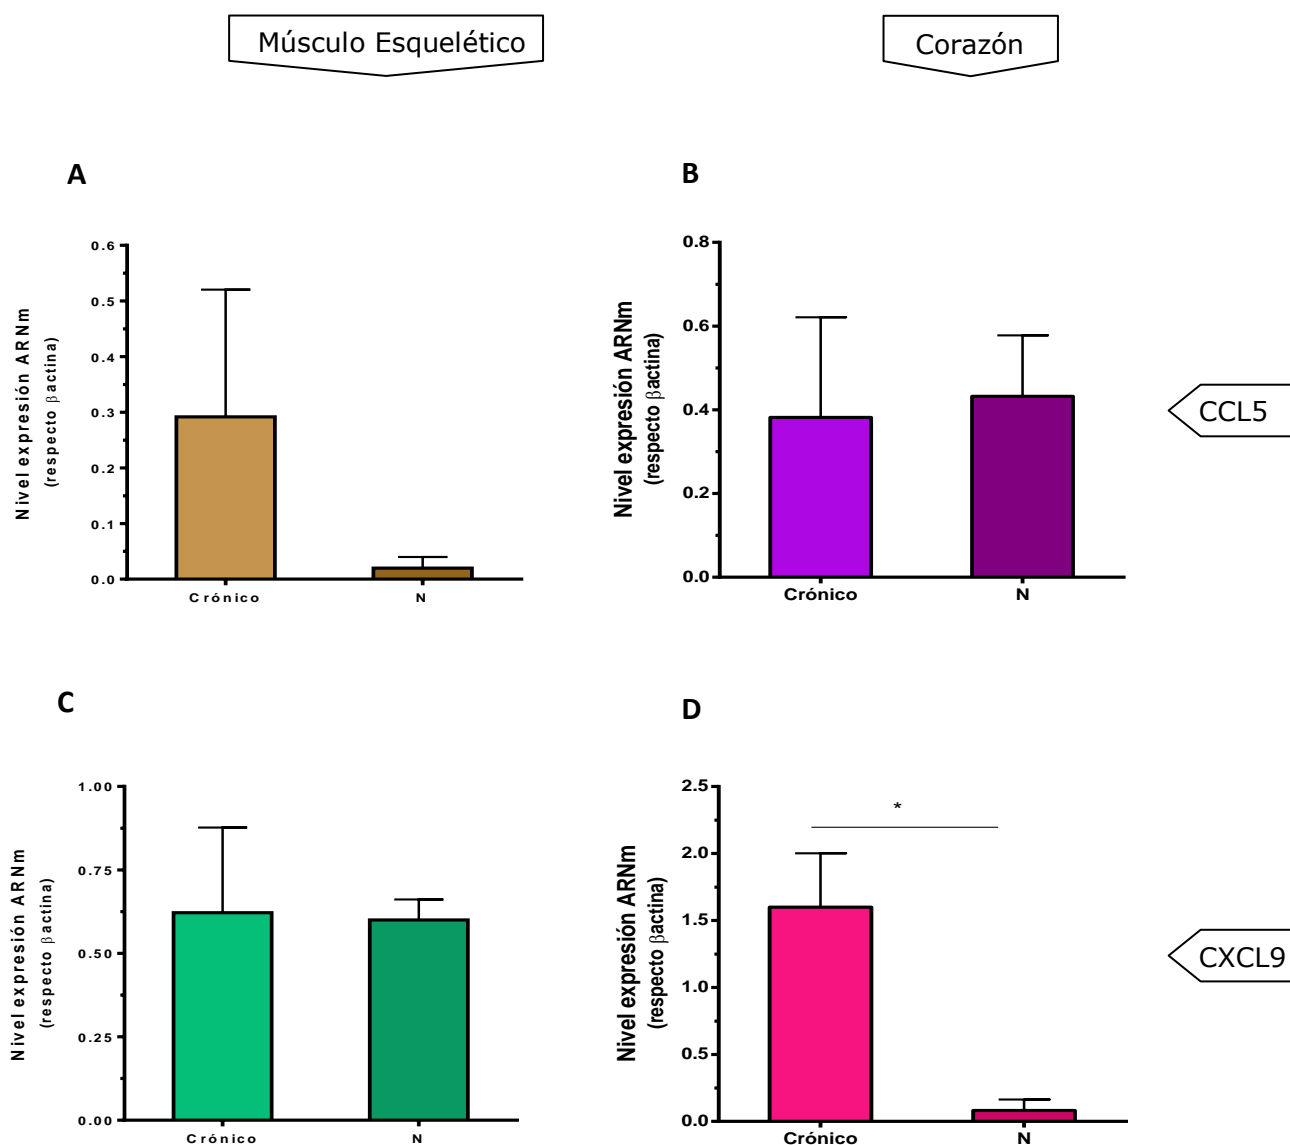 Músculo Esquelético
Corazón
A
B
Nivel expresión ARNm
(respecto βactina)
0.6
0.5
0.4
0.3
0.2
0.1
0.0
Crónico
N
Nivel expresión ARNm
(respecto βactina)
0.8
0.6
0.4
0.2
0.0
Crónico
N
CCL5
C
D
Nivel expresión ARNm
(respecto βactina)
1.00
0.75
0.50
0.25
0.00
Crónico
N
Nivel expresión ARNm
(respecto βactina)
2.5
2.0
1.5
1.0
0.5
0.0
*
Crónico
N
CXCL9